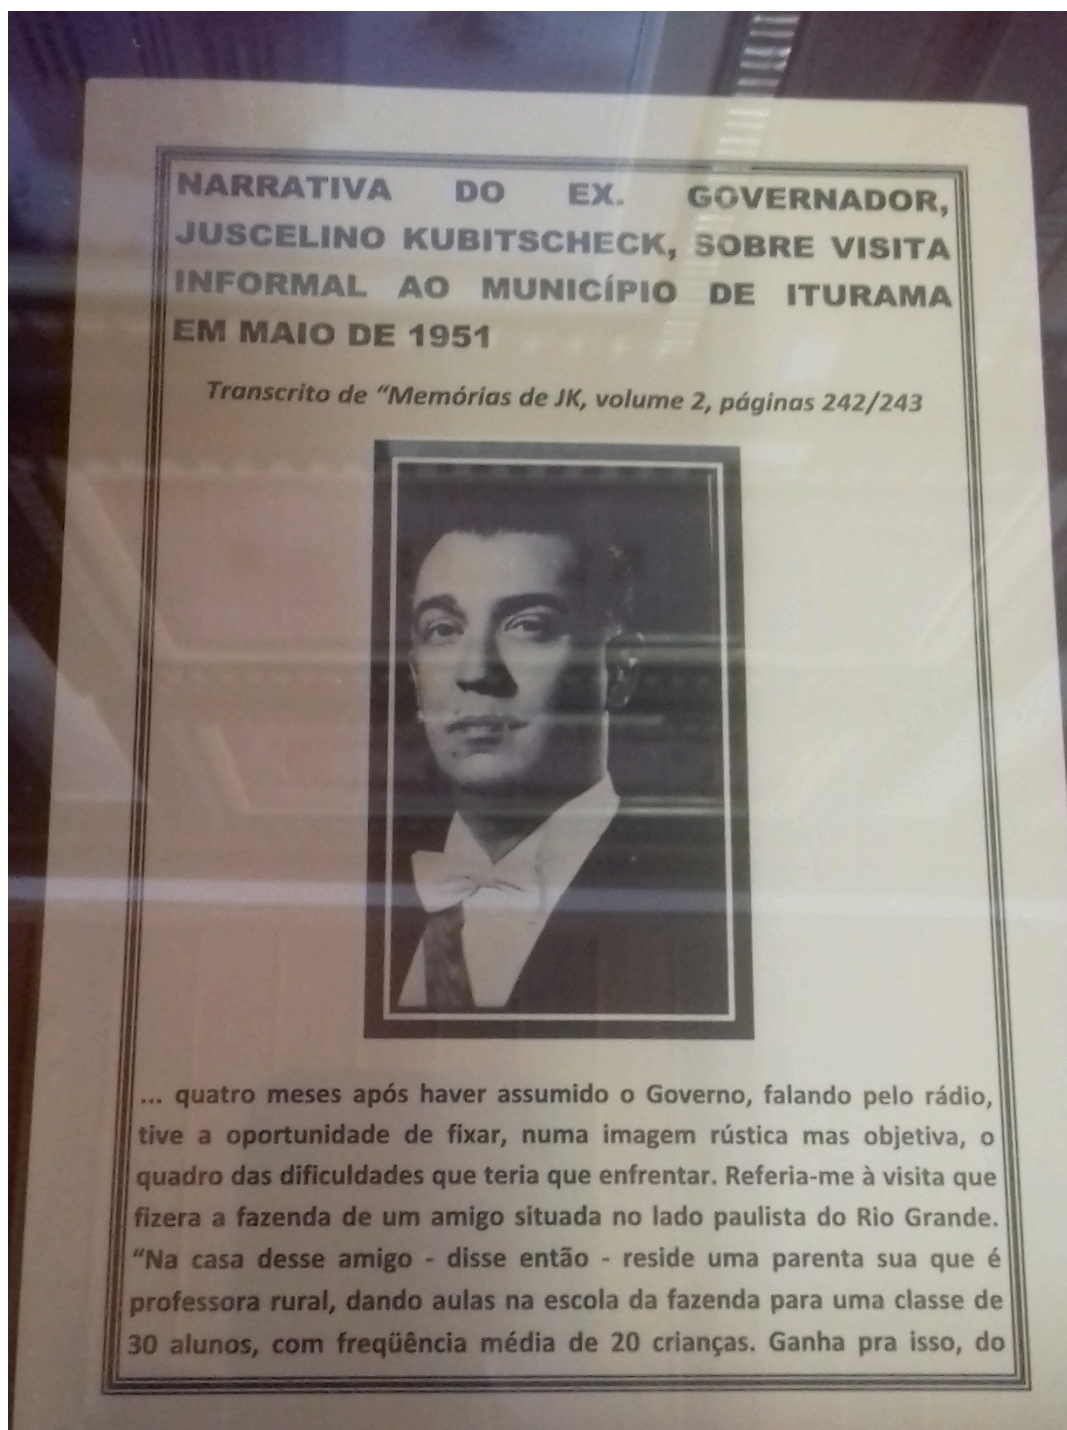 NARRATIVA DO EX. GOVERNADOR,
JUSCELINO KUBITSCHECK, SOBRE VISITA
INFORMAL AO MUNICÍPIO DE ITURAMA
EM MAIO DE 1951
Transcrito de “Memórias de JK, volume 2, páginas 242/243
... quatro meses após haver assumido o Governo, falando pelo rádio,
tive a oportunidade de fixar, numa imagem rústica mas objetiva, o
quadro das dificuldades que teria que enfrentar. Referia-me à visita que
fizera a fazenda de um amigo situada no lado paulista do Rio Grande.
“Na casa desse amigo - disse então - reside uma parenta sua que é
professora rural, dando aulas na escola da fazenda para uma classe de
30 alunos, com freqüência média de 20 crianças. Ganha pra isso, do